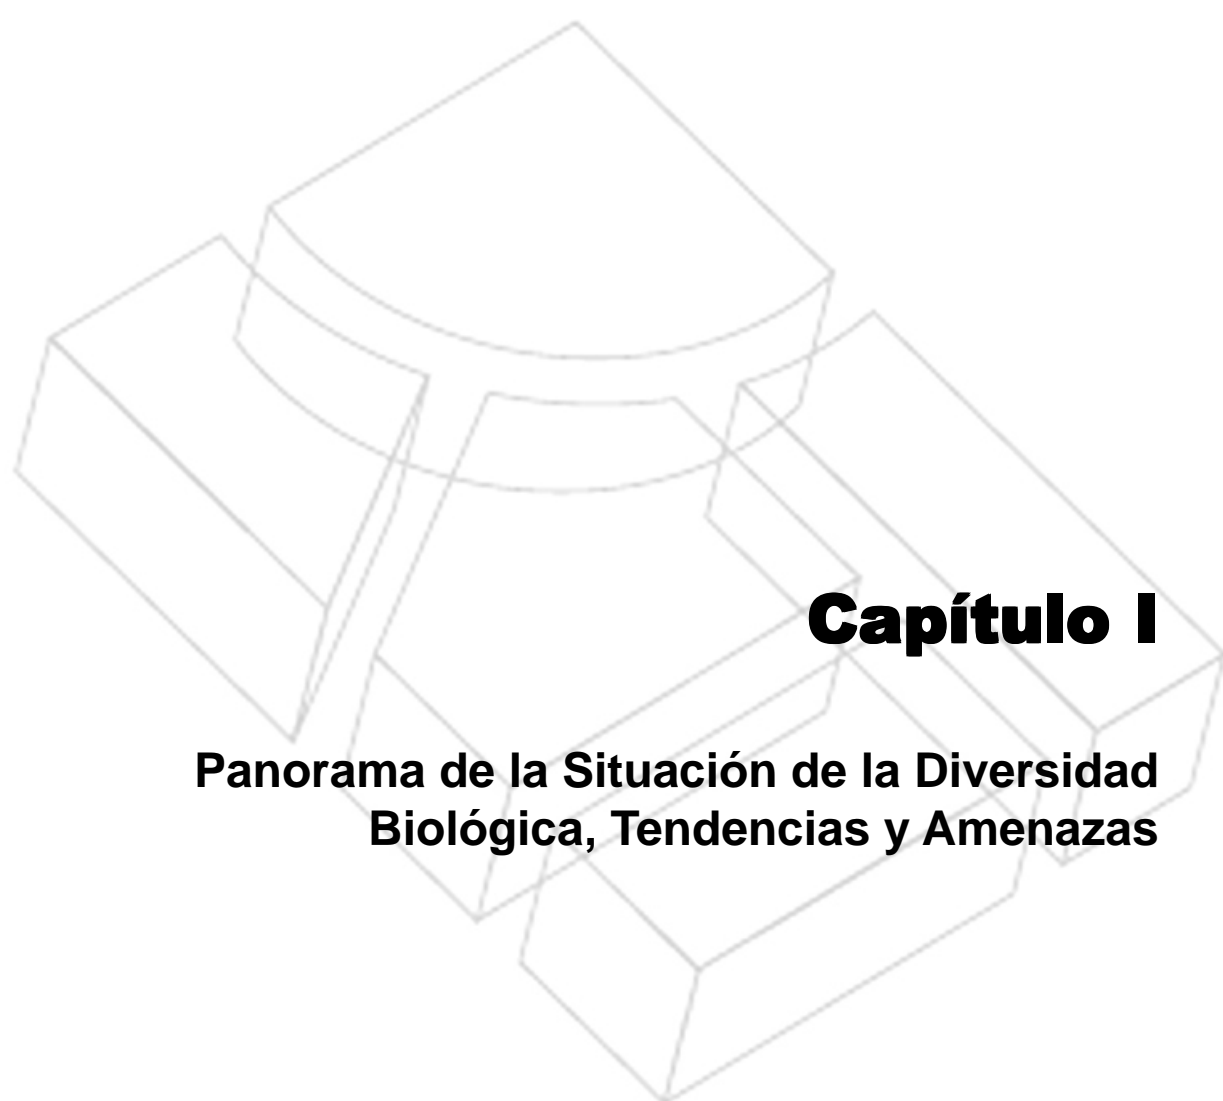 Capítulo I
Panorama de la Situación de la Diversidad
Biológica, Tendencias y Amenazas